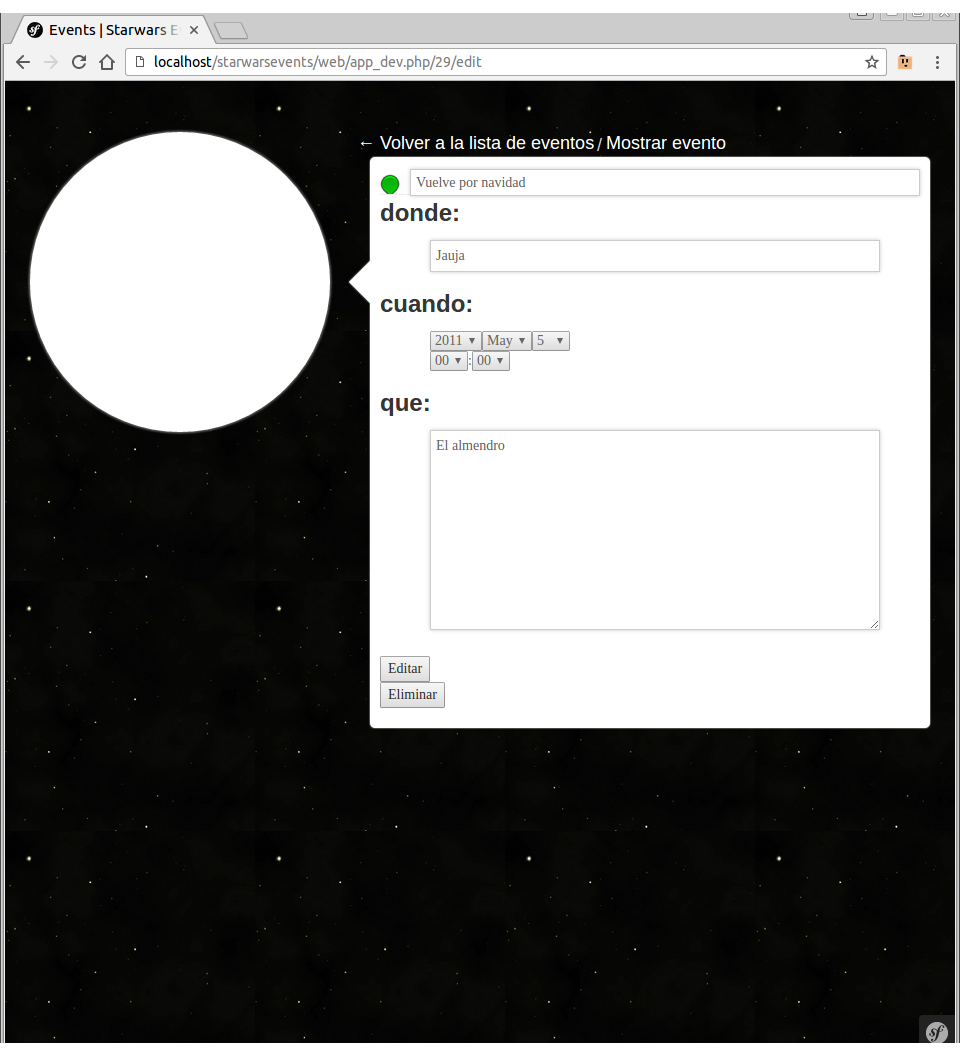 Events | Starwars E
localhost/starwarsevents/web/app_dev.php/29/edit
← Volver a la lista de eventos / Mostrar evento
Vuelve por navidad
donde:
Jauja
cuando:
2011 May 5
00 : 00
que:
El almendro
Editar
Eliminar
sf